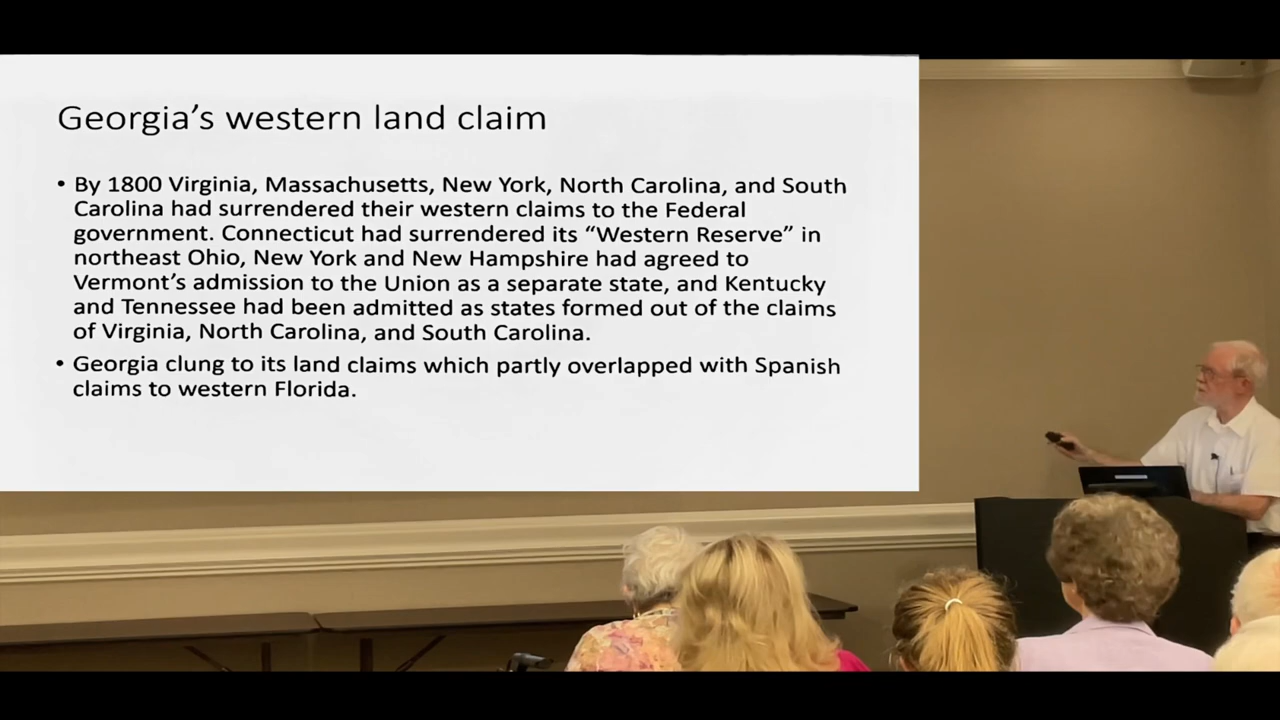 Georgia’s western land claim
• By 1800 Virginia, Massachusetts, New York, North Carolina, and South
Carolina had surrendered their western claims to the Federal
government. Connecticut had surrendered its “Western Reserve” in
northeast Ohio, New York and New Hampshire had agreed to
Vermont’s admission to the Union as a separate state, and Kentucky
and Tennessee had been admitted as states formed out of the claims
of Virginia, North Carolina, and South Carolina.
• Georgia clung to its land claims which partly overlapped with Spanish
claims to western Florida.